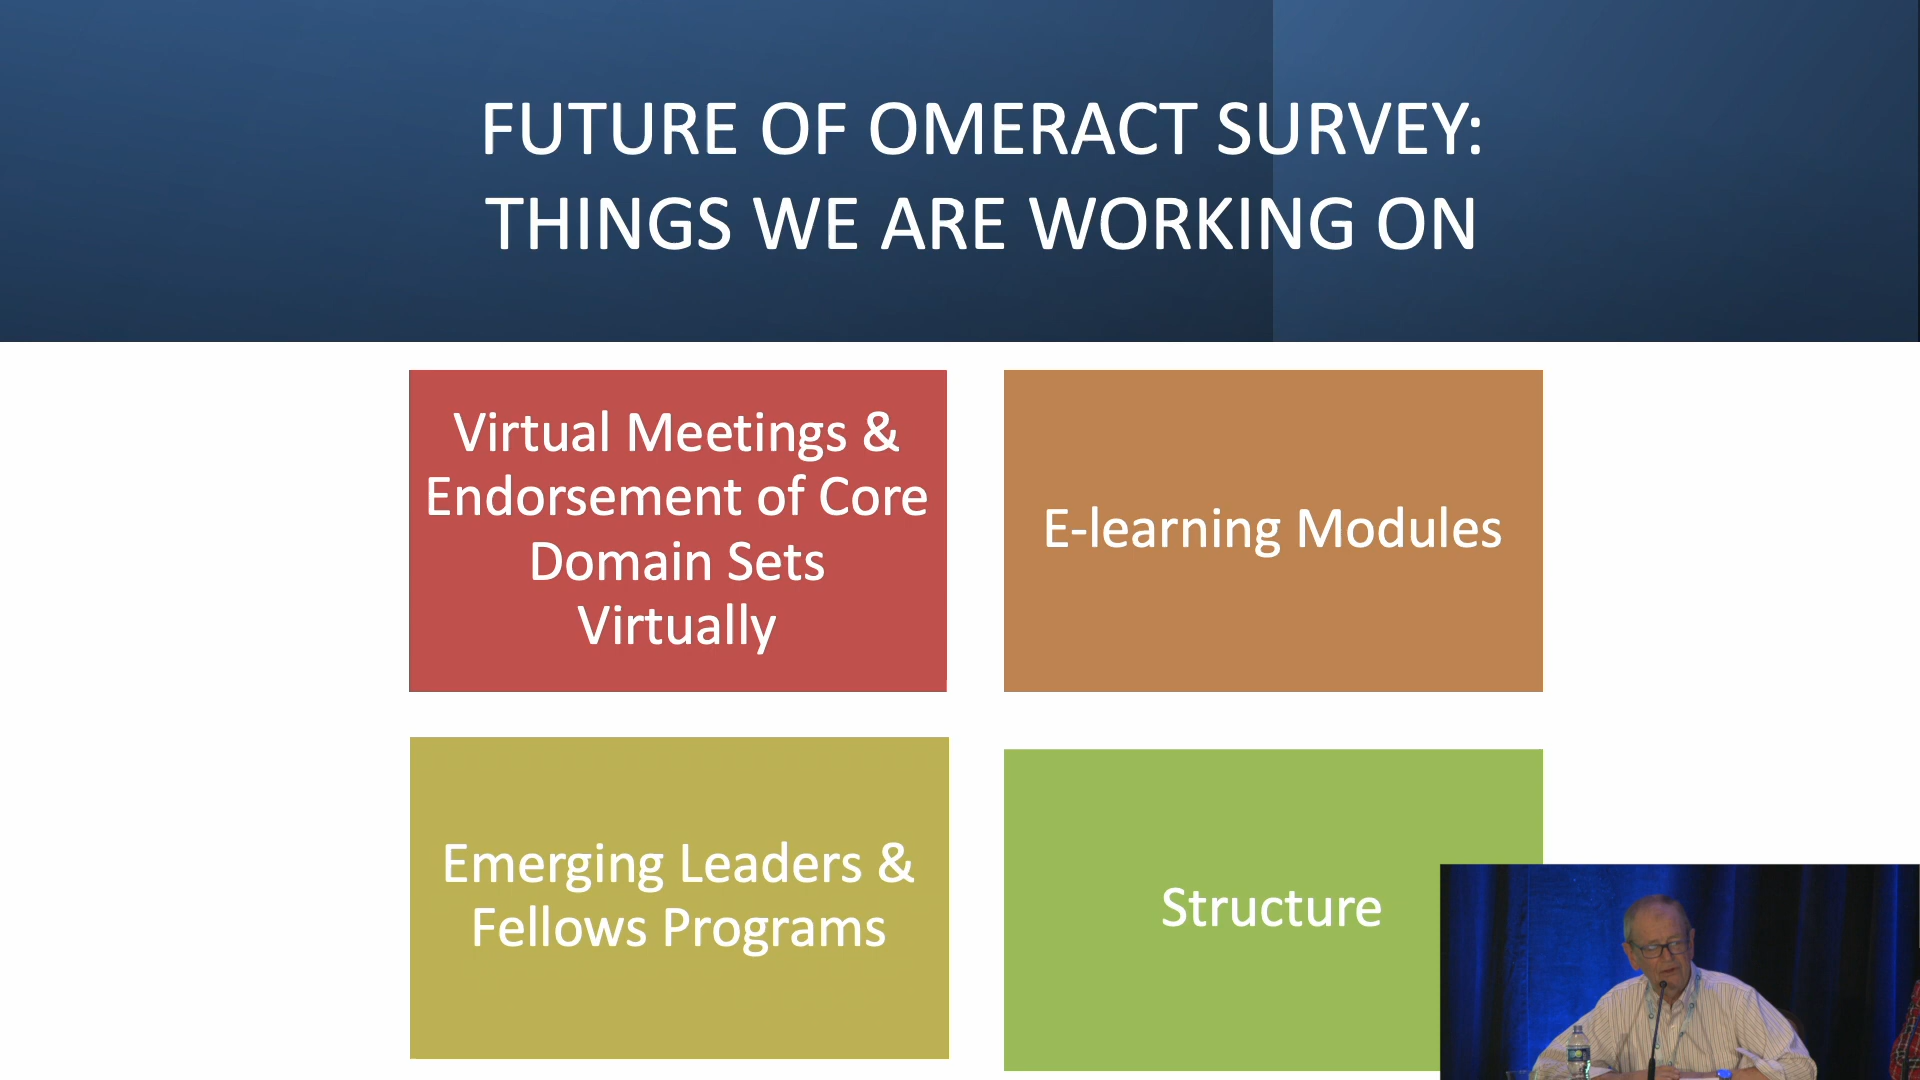 FUTURE OF OMERACT SURVEY:
THINGS WE ARE WORKING ON
Virtual Meetings &
Endorsement of Core
Domain Sets
Virtually
E-learning Modules
Emerging Leaders &
Fellows Programs
Structure